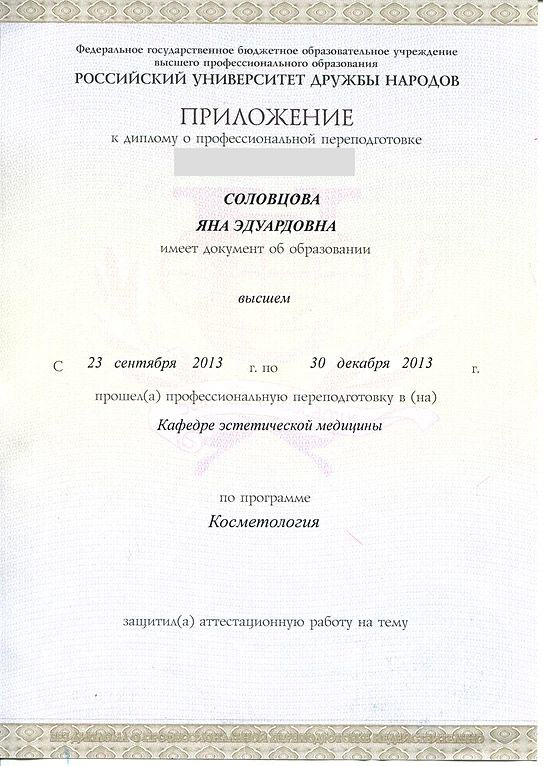 Федеральное государственное бюджетное образовательное учреждение
высшего профессионального образования
РОССИЙСКИЙ УНИВЕРСИТЕТ ДРУЖБЫ НАРОДОВ
ПРИЛОЖЕНИЕ
к диплому о профессиональной переподготовке
СОЛОВЦОВА
ЯНА ЭДУАРДОВНА
имеет документ об образовании
высшем
С 23 сентября 2013 г. по 30 декабря 2013 г.
прошел(а) профессиональную переподготовку в (на)
Кафедре эстетической медицины
по программе
Косметология
защитил(а) аттестационную работу на тему